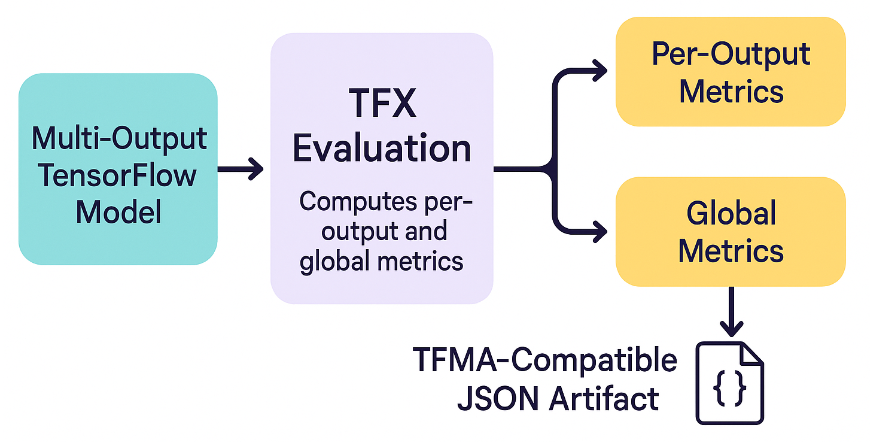 Multi-Output
TensorFlow
Model
TFX
Evaluation
Computes per-
output and
global metrics
Per-Output
Metrics
Global
Metrics
TFMA-Compatible
JSON Artifact
{ }